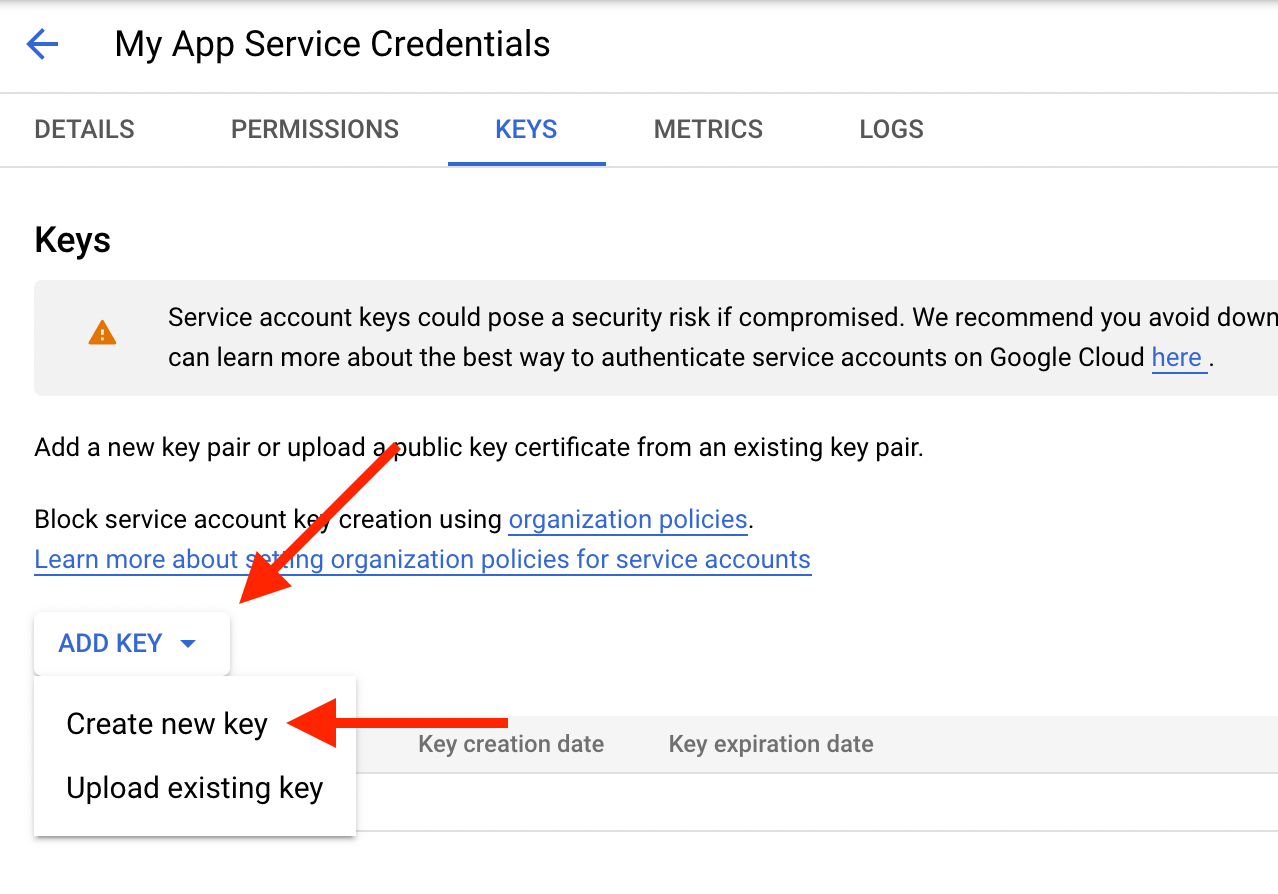 My App Service Credentials
DETAILS PERMISSIONS KEYS METRICS LOGS
Keys
Service account keys could pose a security risk if compromised. We recommend you avoid down
can learn more about the best way to authenticate service accounts on Google Cloud here .
Add a new key pair or upload a public key certificate from an existing key pair.
Block service account key creation using organization policies.
Learn more about setting organization policies for service accounts
ADD KEY
Create new key
Key creation date Key expiration date
Upload existing key